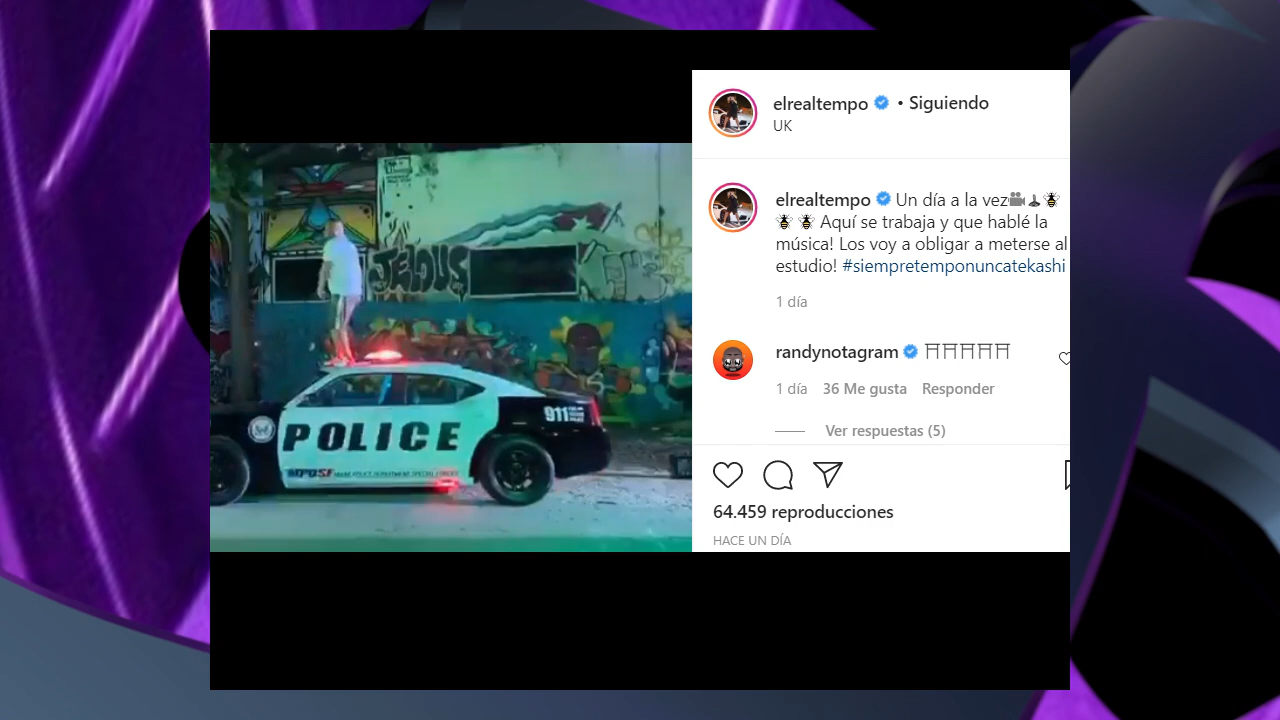 elrealtempo • Siguiendo
UK
elrealtempo Un día a la vez
Aquí se trabaja y que hablé la
música! Los voy a obligar a meterse al
estudio! #siempretemponuncatekashi
1 día
randynotagram
1 día 36 Me gusta Responder
Ver respuestas (5)
64.459 reproducciones
HACE UN DÍA
JELOUS
911
POLICE